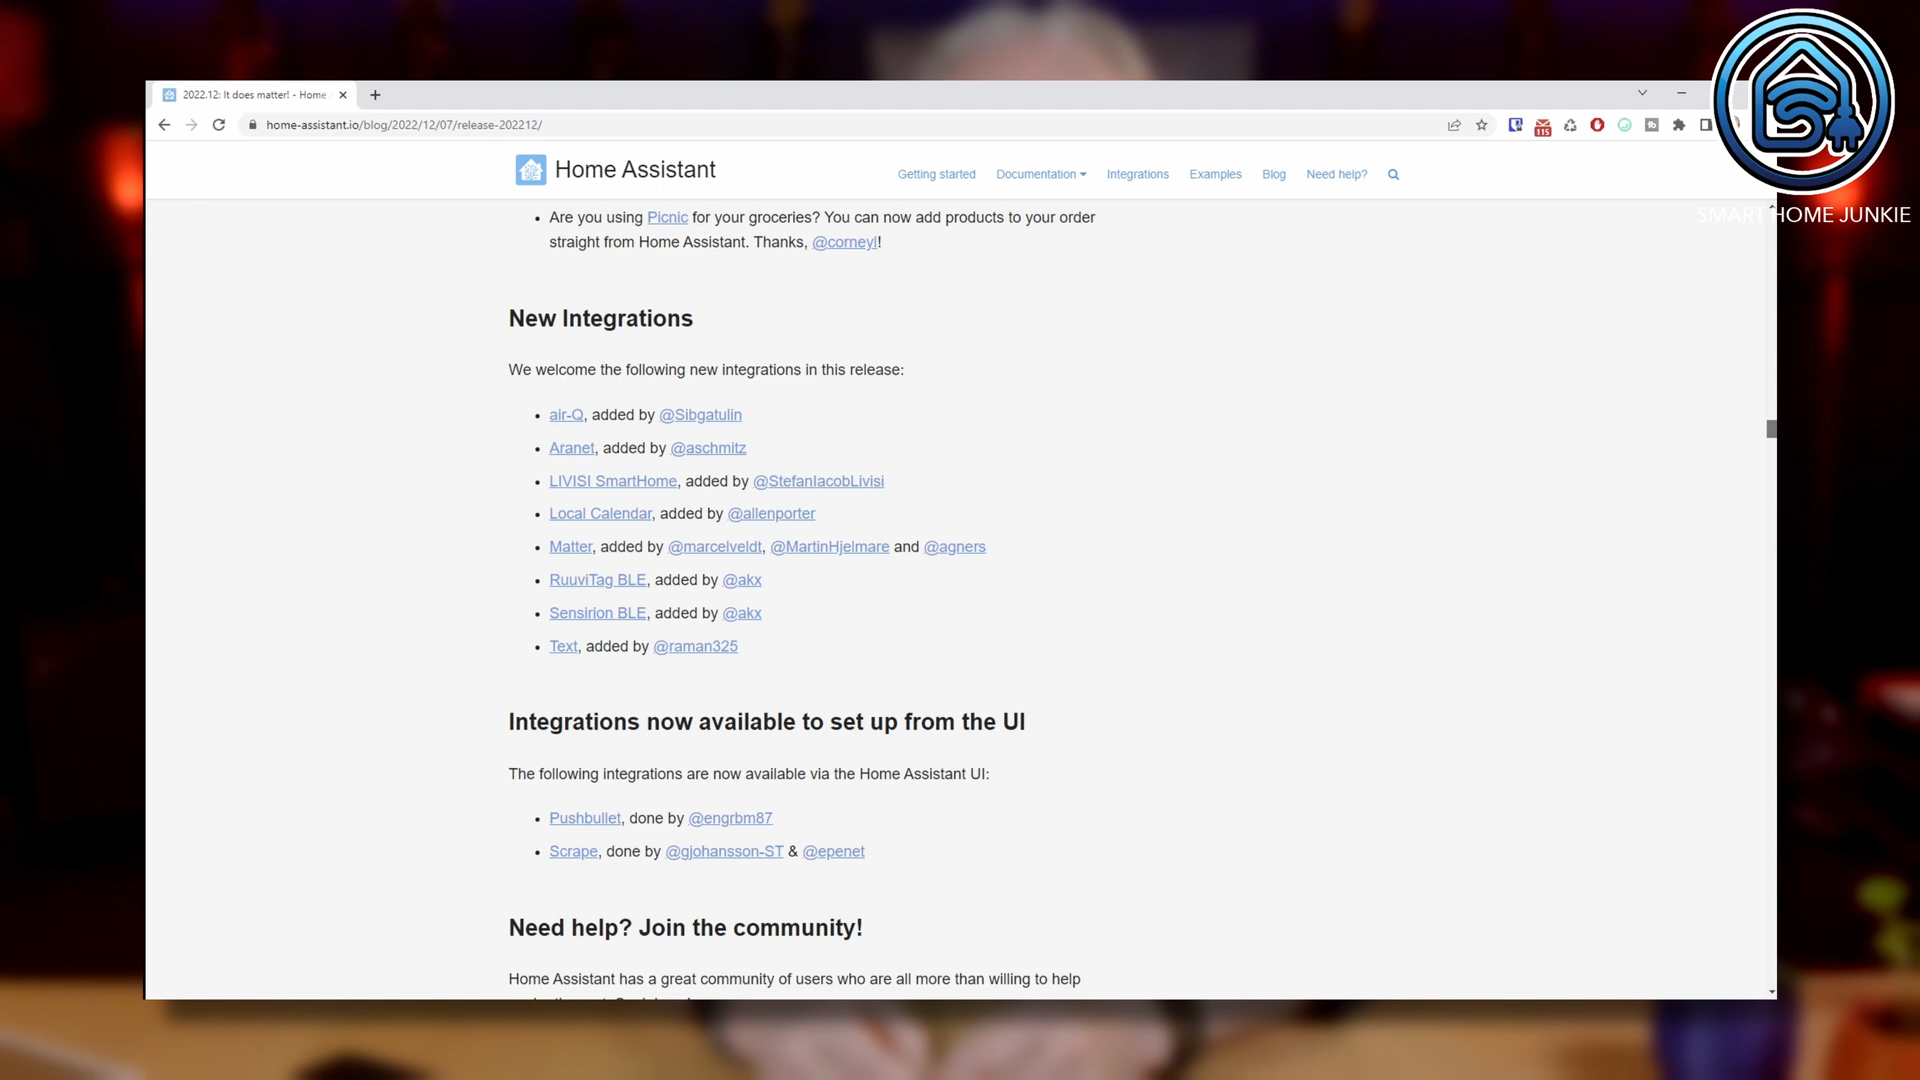 2022.12: It does matter! - Home
home-assistant.io/blog/2022/12/07/release-202212/
115
SMART HOME JUNKIE
Home Assistant
Getting started
Documentation
Integrations
Examples
Blog
Need help?
• Are you using Picnic for your groceries? You can now add products to your order
straight from Home Assistant. Thanks, @corneyl!
New Integrations
We welcome the following new integrations in this release:
• air-Q, added by @Sibgatulin
• Aranet, added by @aschmitz
• LIVISI SmartHome, added by @StefanIacobLivisi
• Local Calendar, added by @allenporter
• Matter, added by @marcelveldt, @MartinHjelmare and @agners
• RuuviTag BLE, added by @akx
• Sensirion BLE, added by @akx
• Text, added by @raman325
Integrations now available to set up from the UI
The following integrations are now available via the Home Assistant UI:
• Pushbullet, done by @engrbm87
• Scrape, done by @gjohansson-ST & @epenet
Need help? Join the community!
Home Assistant has a great community of users who are all more than willing to help